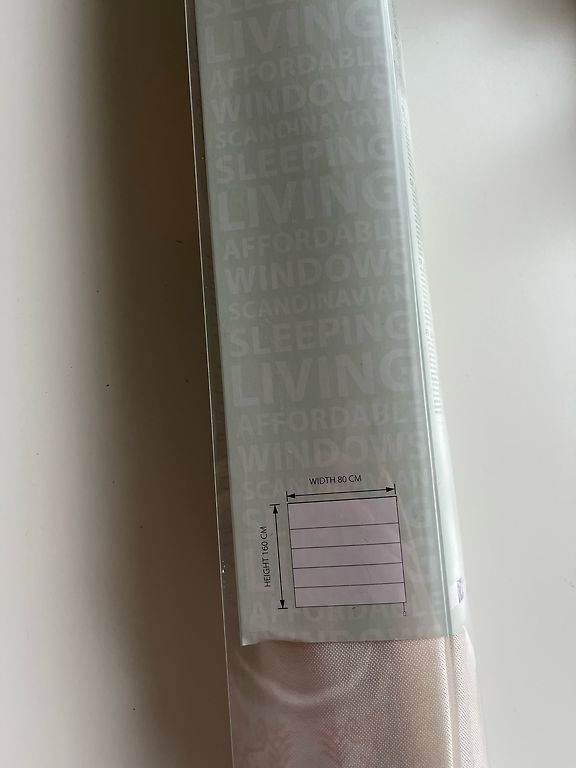 SLEEPING
LIVING
AFFORDABLE
WINDOWS
SCANDINAVIAN
SLEEPING
LIVING
AFFORDABLE
WINDOWS
SCANDINAVIAN
SLEEPING
LIVING
AFFORDABLE
WINDOWS
WIDTH 80 CM
HEIGHT 160 CM
AFFORDABLE